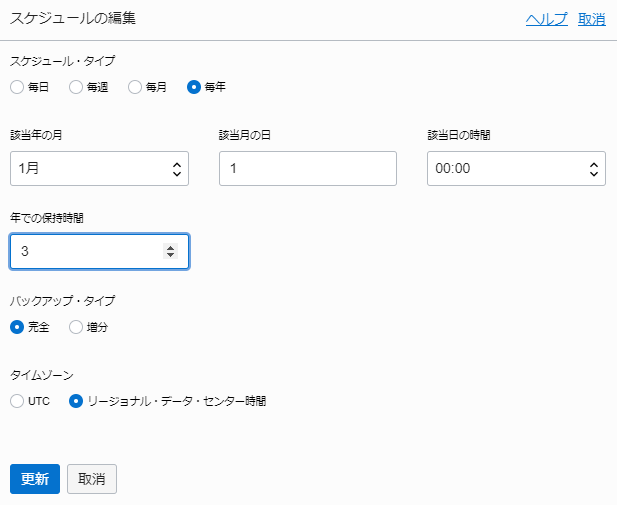 スケジュールの編集 ヘルプ 取消
スケジュール・タイプ
毎日 毎週 毎月 毎年
該当年の月 該当月の日 該当日の時間
1月 1 00:00
年での保持時間
3
バックアップ・タイプ
完全 増分
タイムゾーン
UTC リージョナル・データ・センター時間
更新 取消